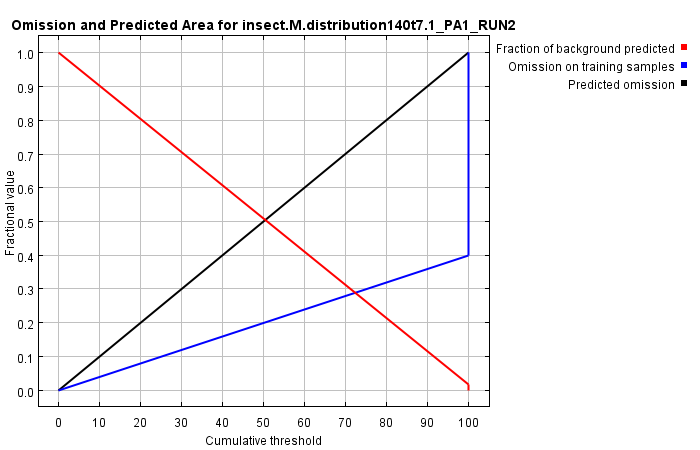 Omission and Predicted Area for insect.M.distribution140t7.1_PA1_RUN2
Fraction of background predicted
Omission on training samples
Predicted omission
Fractional value
1.0
0.9
0.8
0.7
0.6
0.5
0.4
0.3
0.2
0.1
0.0
0 10 20 30 40 50 60 70 80 90 100
Cumulative threshold